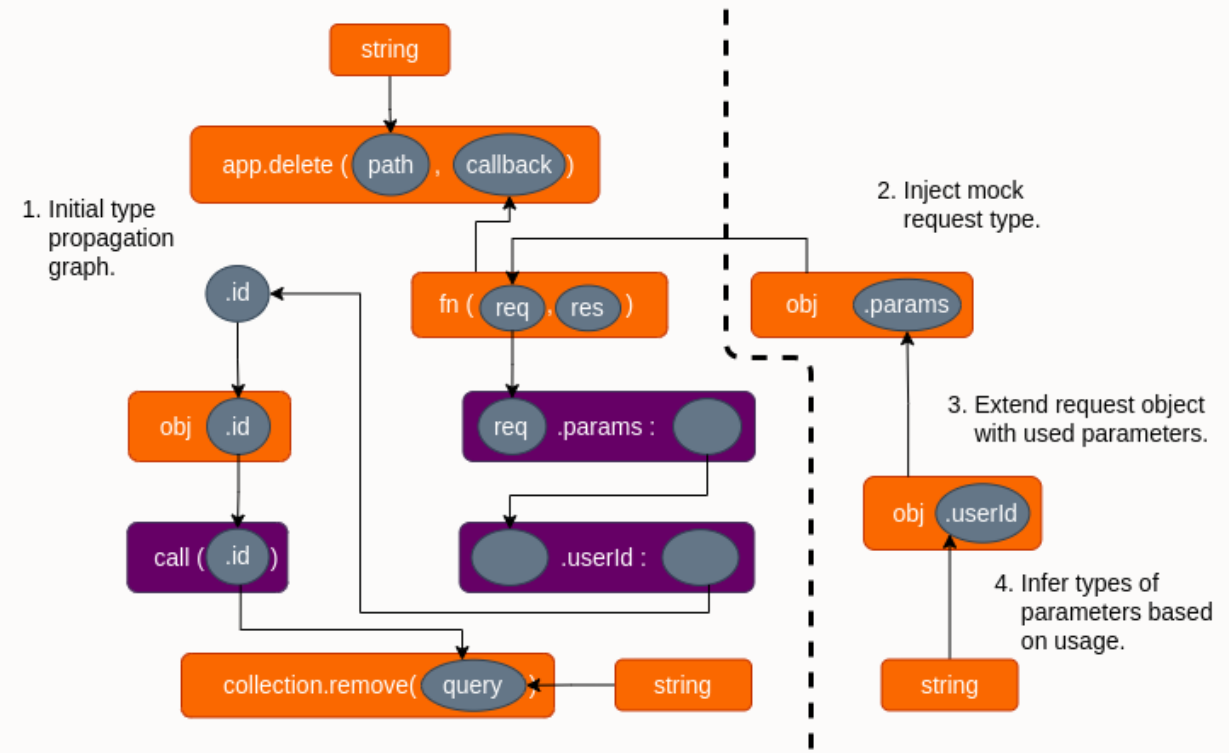 string
app.delete ( path , callback )
1. Initial type
propagation
graph.
2. Inject mock
request type.
.id
fn ( req , res )
obj .params
obj .id
req .params :
3. Extend request object
with used parameters.
obj .userId
call ( .id )
.userId :
4. Infer types of
parameters based
on usage.
collection.remove( query )
string
string